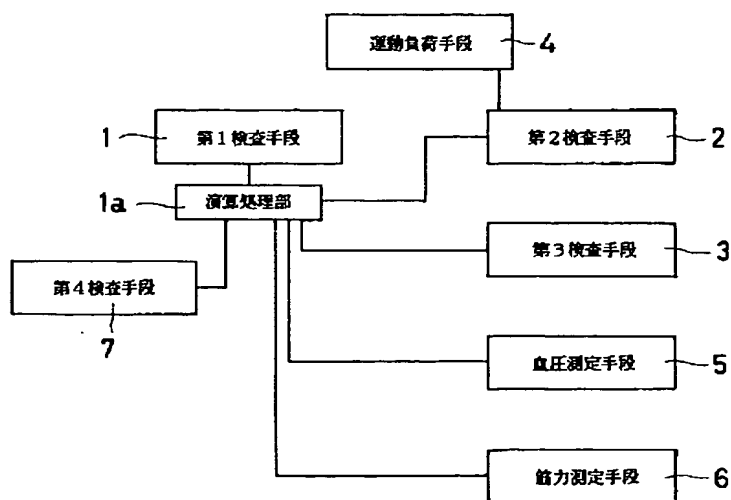 運動負荷手段
4
1
第1検査手段
第2検査手段
2
1a
演算処理部
第3検査手段
3
第4検査手段
7
血圧測定手段
5
筋力測定手段
6